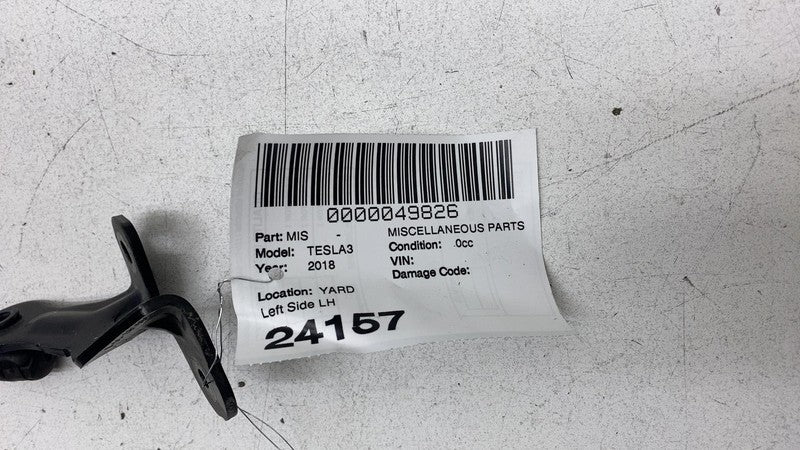 0000049826
Part: MIS - MISCELLANEOUS PARTS
Model: TESLA3 Condition: .0cc
Year: 2018 VIN:
Damage Code:
Location: YARD
Left Side LH
24157